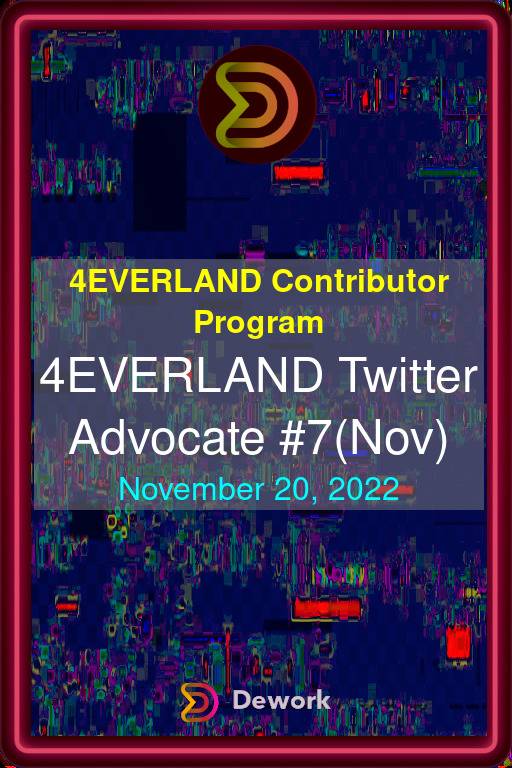 4EVERLAND Contributor
Program
4EVERLAND Twitter
Advocate #7(Nov)
November 20, 2022
Dework